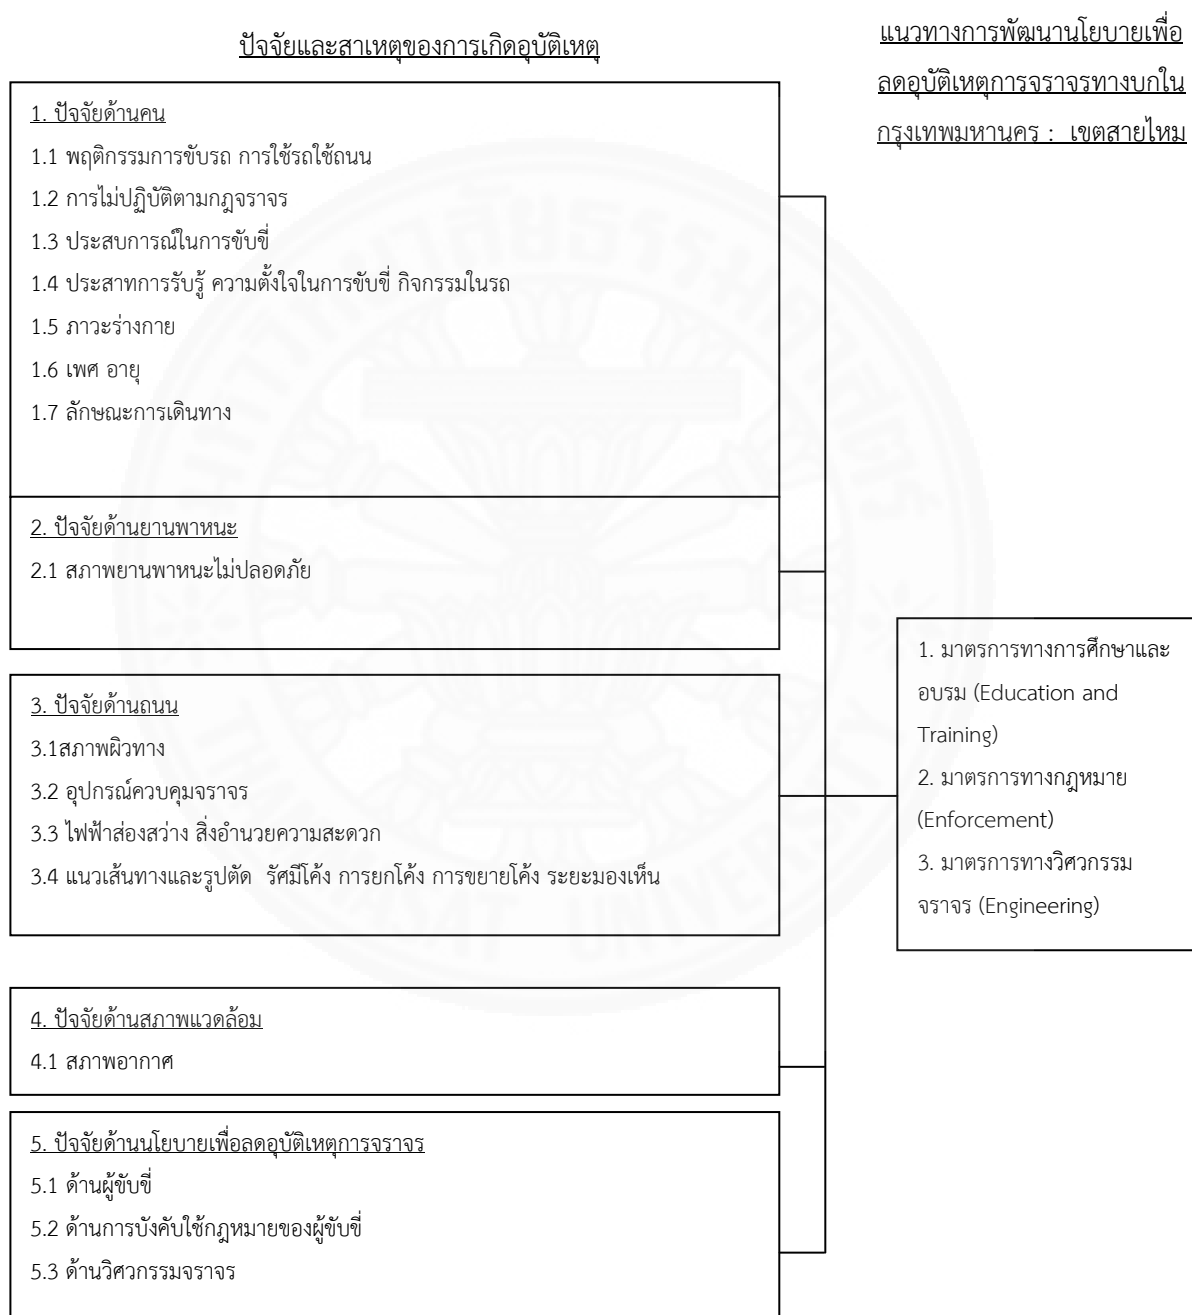 ปัจจัยและสาเหตุของการเกิดอุบัติเหตุ
แนวทางการพัฒนานโยบายเพื่อ
ลดอุบัติเหตุการจราจรทางบกใน
กรุงเทพมหานคร : เขตสายไหม
1. ปัจจัยด้านคน
1.1 พฤติกรรมการขับรถ การใช้รถใช้ถนน
1.2 การไม่ปฏิบัติตามกฎจราจร
1.3 ประสบการณ์ในการขับขี่
1.4 ประสาทการรับรู้ ความตั้งใจในการขับขี่ กิจกรรมในรถ
1.5 ภาวะร่างกาย
1.6 เพศ อายุ
1.7 ลักษณะการเดินทาง
2. ปัจจัยด้านยานพาหนะ
2.1 สภาพยานพาหนะไม่ปลอดภัย
3. ปัจจัยด้านถนน
3.1สภาพผิวทาง
3.2 อุปกรณ์ควบคุมจราจร
3.3 ไฟฟ้าส่องสว่าง สิ่งอำนวยความสะดวก
3.4 แนวเส้นทางและรูปตัด รัศมีโค้ง การยกโค้ง การขยายโค้ง ระยะมองเห็น
4. ปัจจัยด้านสภาพแวดล้อม
4.1 สภาพอากาศ
5. ปัจจัยด้านนโยบายเพื่อลดอุบัติเหตุการจราจร
5.1 ด้านผู้ขับขี่
5.2 ด้านการบังคับใช้กฎหมายของผู้ขับขี่
5.3 ด้านวิศวกรรมจราจร
1. มาตรการทางการศึกษาและ
อบรม (Education and
Training)
2. มาตรการทางกฎหมาย
(Enforcement)
3. มาตรการทางวิศวกรรม
จราจร (Engineering)
มหาวิทยาลัยธรรมศาสตร์
THAMMASAT UNIVERSITY